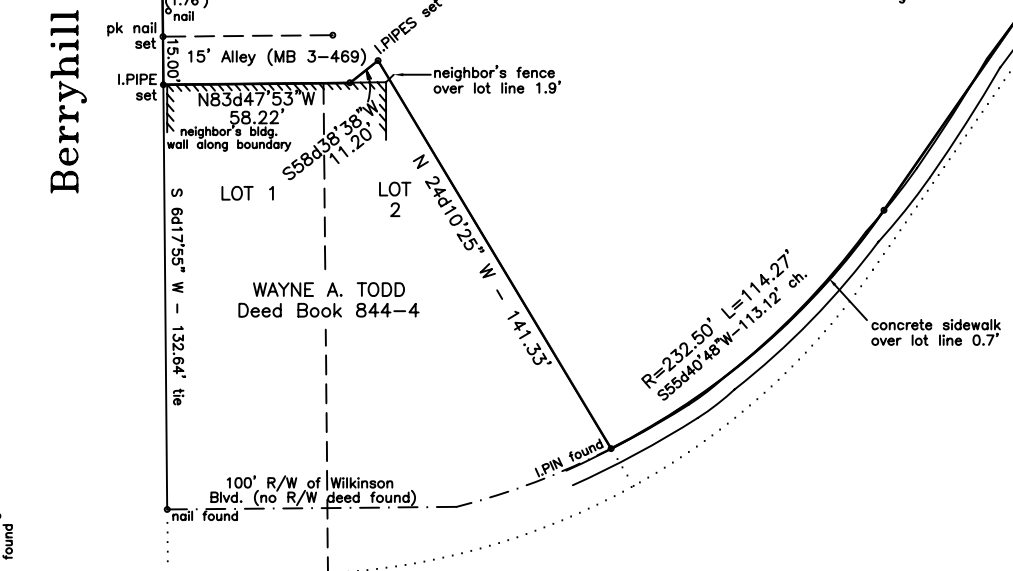 (1.76')
nail
pk nail
set
15.00'
15' Alley (MB 3-469)
I.PIPES set
I.PIPE
set
neighbor's fence
over lot line 1.9'
N83d47'53"W
58.22'
neighbor's bldg.
wall along boundary
S58d38'38"W
11.20'
Berryhill
LOT 1
LOT
2
S 6d17'55" W - 132.64' tie
N 24d10'25" W - 141.33'
WAYNE A. TODD
Deed Book 844-4
R=232.50' L=114.27'
S55d40'48"W-113.12' ch.
concrete sidewalk
over lot line 0.7'
I.PIN found
100' R/W of Wilkinson
Blvd. (no R/W deed found)
nail found
found